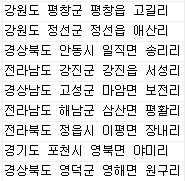 강원도 평창군 평창읍 고길리
강원도 정선군 정선읍 애산리
경상북도 안동시 일직면 송리리
전라남도 강진군 강진읍 서성리
경상남도 고성군 마암면 보전리
전라남도 해남군 삼산면 평활리
전라북도 정읍시 이평면 장내리
경기도 포천시 영북면 야미리
경상북도 영덕군 영해면 원구리